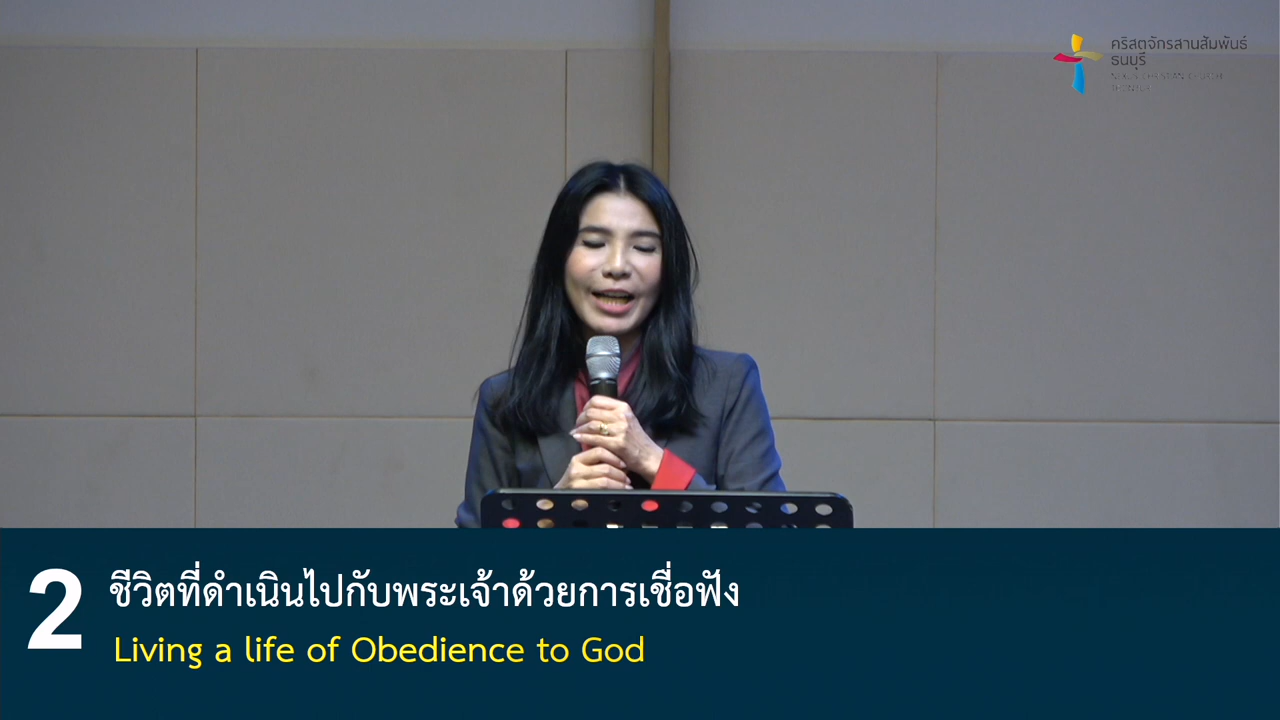 คริสตจักรสานสัมพันธ์
ธนบุรี
2 ชีวิตที่ดำเนินไปกับพระเจ้าด้วยการเชื่อฟัง
Living a life of Obedience to God